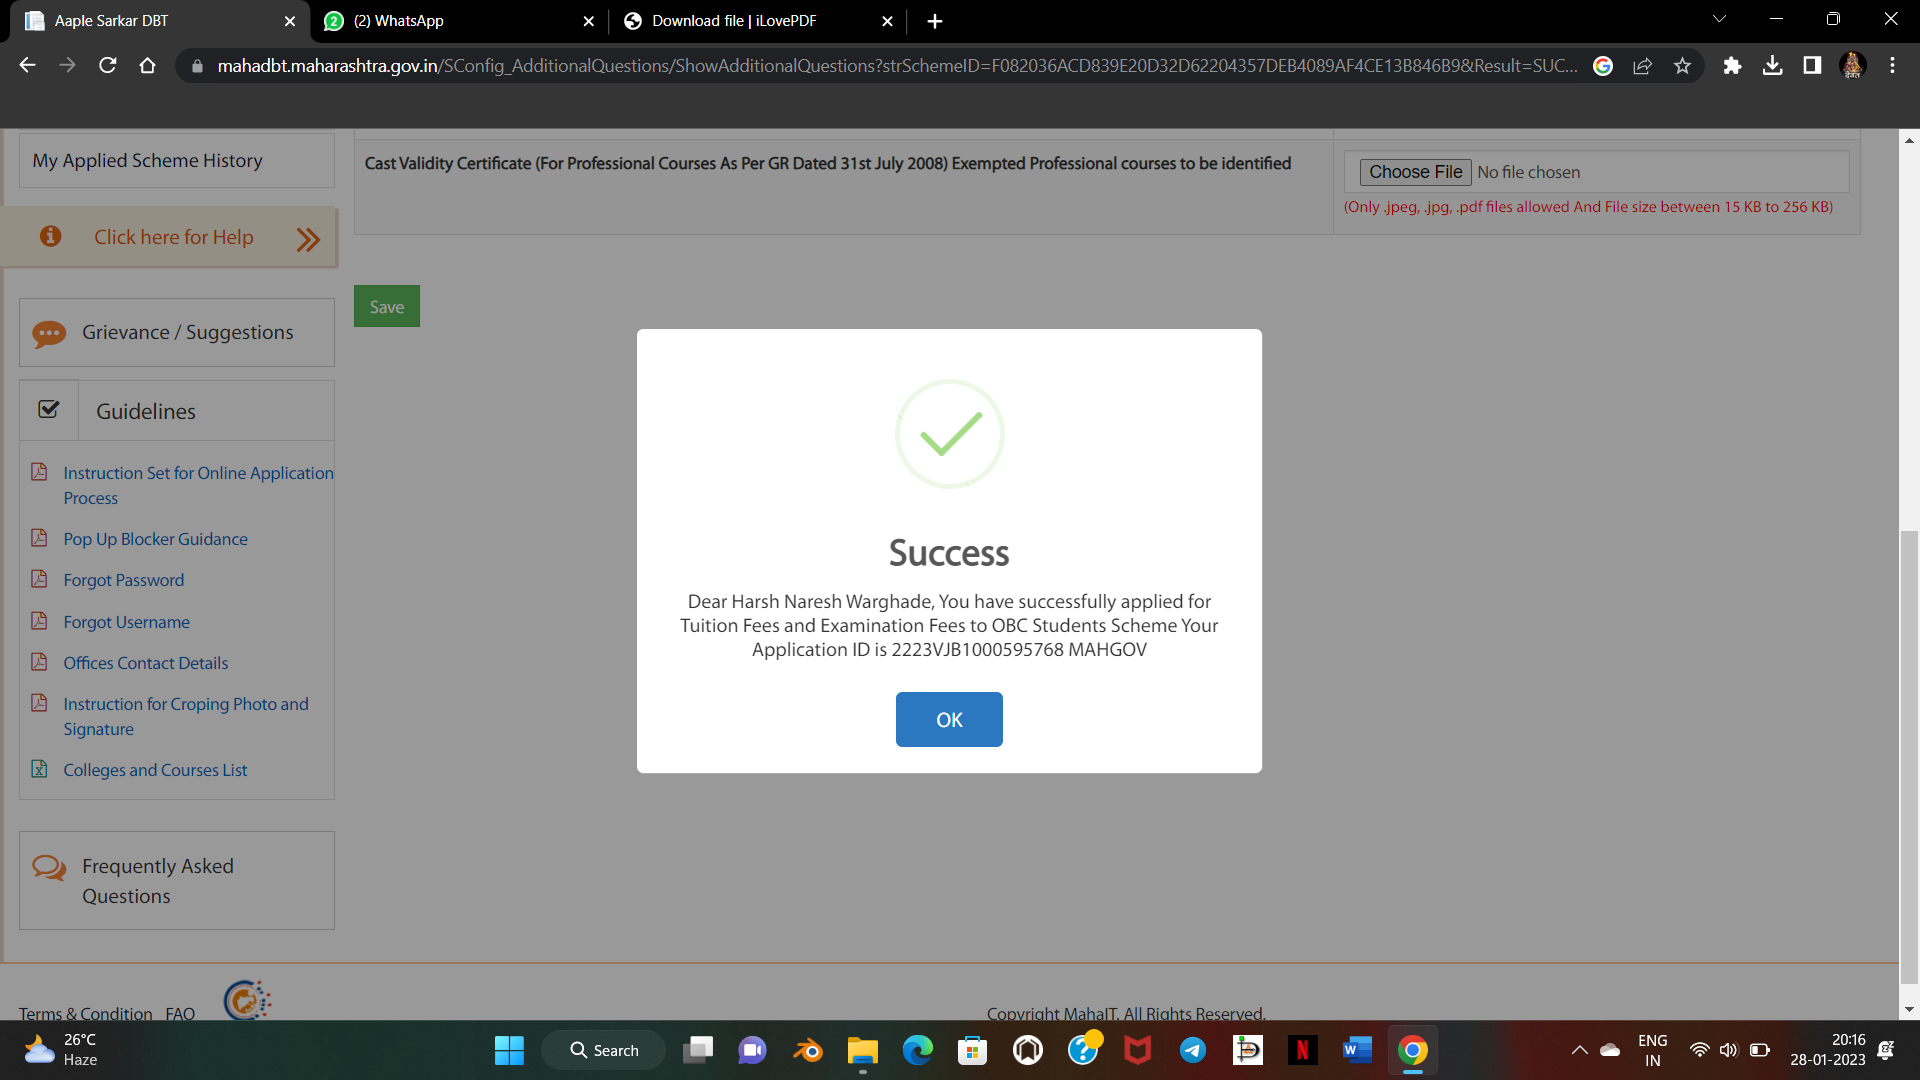 Aaple Sarkar DBT
(2) WhatsApp
Download file | iLovePDF
mahadbt.maharashtra.gov.in/SConfig_AdditionalQuestions/ShowAdditionalQuestions?strSchemeID=F082036ACD839E20D32D62204357DEB4089AF4CE13B846B9&Result=SUC...
My Applied Scheme History
Cast Validity Certificate (For Professional Courses As Per GR Dated 31st July 2008) Exempted Professional courses to be identified
Choose File No file chosen
(Only .jpeg, .jpg, .pdf files allowed And File size between 15 KB to 256 KB)
Click here for Help
Save
Grievance / Suggestions
Guidelines
Instruction Set for Online Application
Process
Pop Up Blocker Guidance
Forgot Password
Forgot Username
Offices Contact Details
Instruction for Croping Photo and
Signature
Colleges and Courses List
Frequently Asked
Questions
Success
Dear Harsh Naresh Warghade, You have successfully applied for
Tuition Fees and Examination Fees to OBC Students Scheme Your
Application ID is 2223VJB1000595768 MAHGOV
OK
Terms & Condition FAQ
Copyright MahaIT. All Rights Reserved.
26°C
Haze
Search
ENG
IN
20:16
28-01-2023